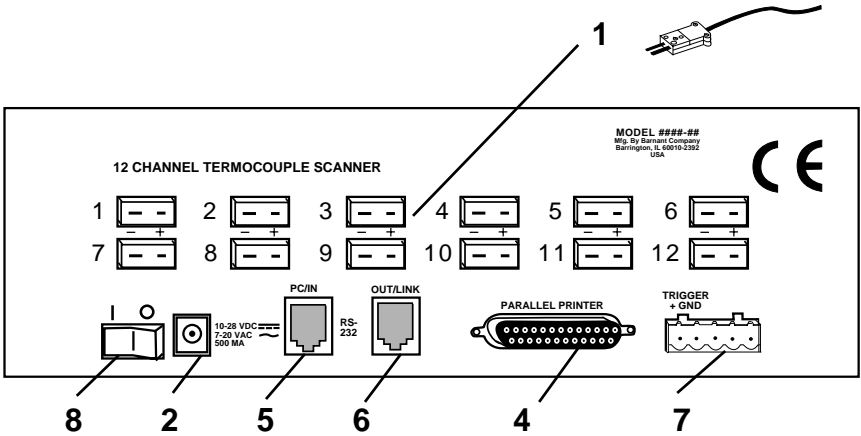 1
MODEL ####-##
Mfg. By Barnant Company
Barrington, IL 60010-2392
USA
CE
12 CHANNEL TERMOCOUPLE SCANNER
1 2 3 4 5 6
– + – + – + – + – + – +
7 8 9 10 11 12
PC/IN OUT/LINK PARALLEL PRINTER TRIGGER
+ GND
I O
10-28 VDC
7-20 VAC
500 MA
RS-
232
8 2 5 6 4 7